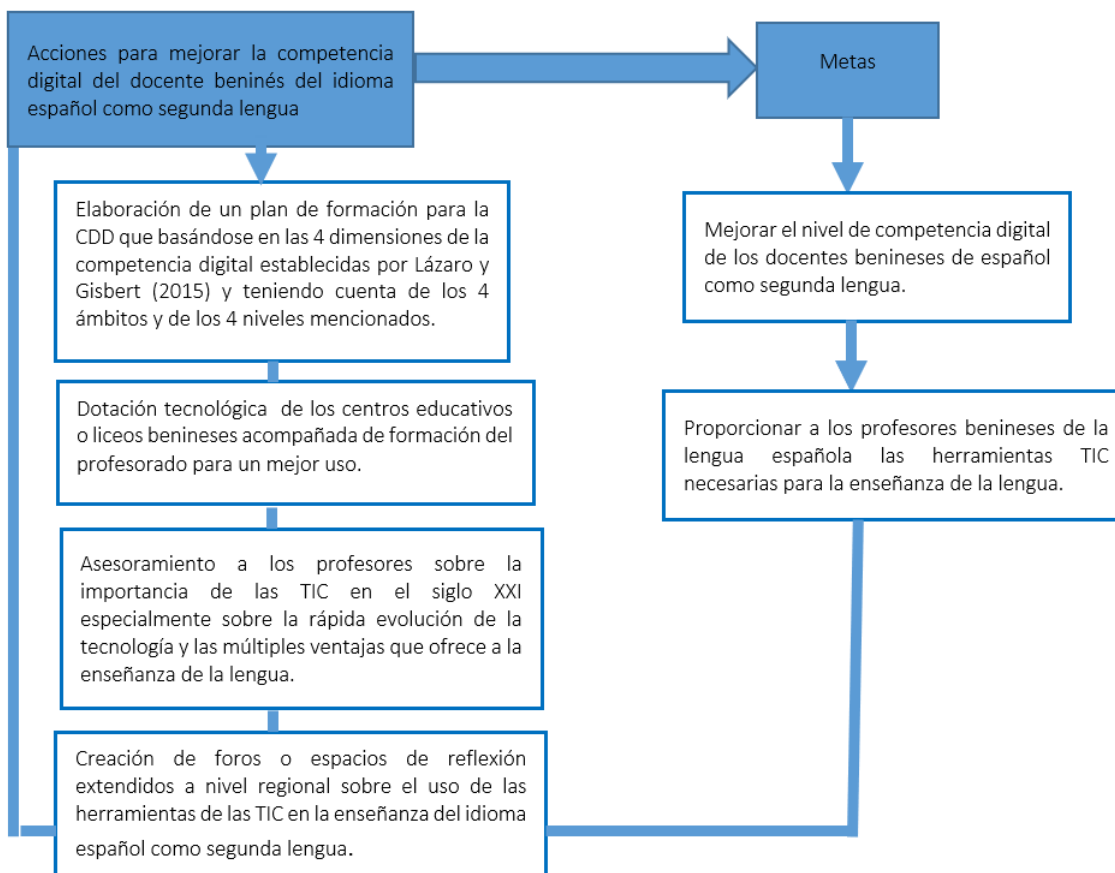 Acciones para mejorar la competencia
digital del docente beninés del idioma
español como segunda lengua
Metas
Elaboración de un plan de formación para la
CDD que basándose en las 4 dimensiones de la
competencia digital establecidas por Lázaro y
Gisbert (2015) y teniendo cuenta de los 4
ámbitos y de los 4 niveles mencionados.
Dotación tecnológica de los centros educativos
o liceos benineses acompañada de formación del
profesorado para un mejor uso.
Asesoramiento a los profesores sobre la
importancia de las TIC en el siglo XXI
especialmente sobre la rápida evolución de la
tecnología y las múltiples ventajas que ofrece a la
enseñanza de la lengua.
Creación de foros o espacios de reflexión
extendidos a nivel regional sobre el uso de las
herramientas de las TIC en la enseñanza del idioma
español como segunda lengua.
Mejorar el nivel de competencia digital
de los docentes benineses de español
como segunda lengua.
Proporcionar a los profesores benineses de la
lengua española las herramientas TIC
necesarias para la enseñanza de la lengua.